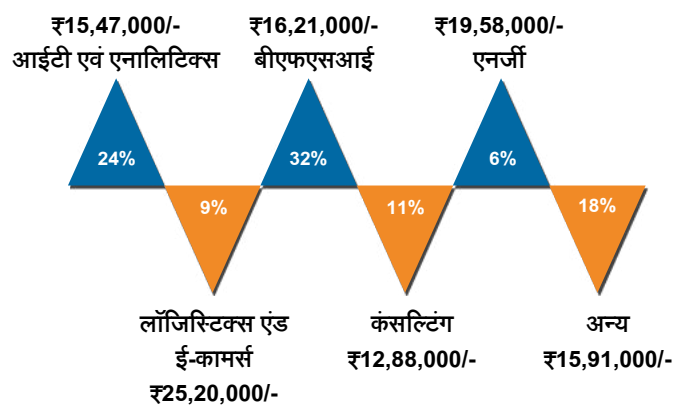 ₹15,47,000/-
आईटी एवं एनालिटिक्स
24%
₹16,21,000/-
बीएफएसआई
32%
₹19,58,000/-
एनर्जी
6%
9%
लॉजिस्टिक्स एंड
ई-कामर्स
₹25,20,000/-
11%
कंसल्टिंग
₹12,88,000/-
18%
अन्य
₹15,91,000/-